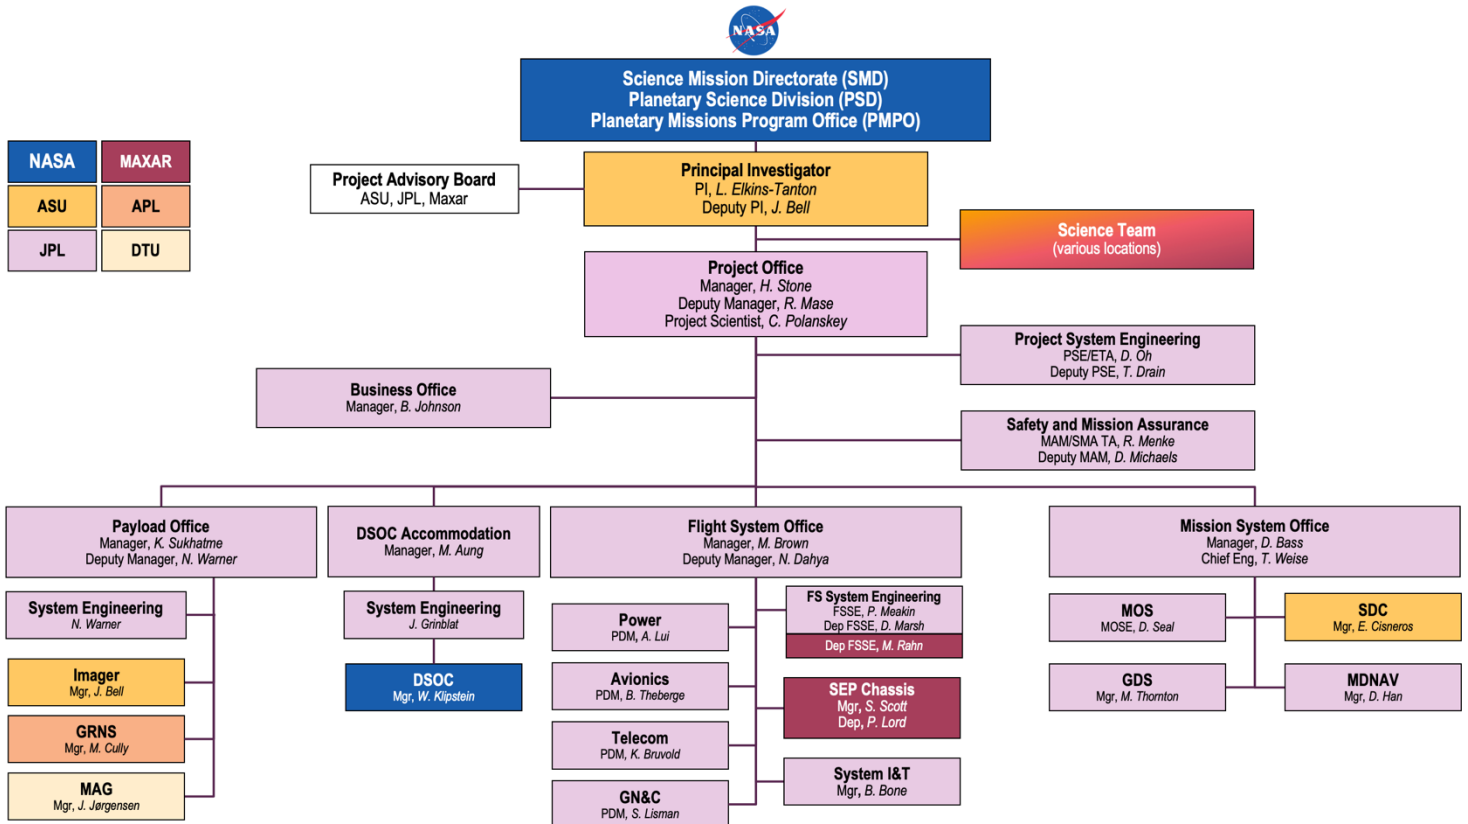 NASA
Science Mission Directorate (SMD)
Planetary Science Division (PSD)
Planetary Missions Program Office (PMPO)
NASA
MAXAR
ASU
APL
JPL
DTU
Project Advisory Board
ASU, JPL, Maxar
Principal Investigator
PI, L. Elkins-Tanton
Deputy PI, J. Bell
Science Team
(various locations)
Project Office
Manager, H. Stone
Deputy Manager, R. Mase
Project Scientist, C. Polanskey
Project System Engineering
PSE/ETA, D. Oh
Deputy PSE, T. Drain
Business Office
Manager, B. Johnson
Safety and Mission Assurance
MAM/SMA TA, R. Menke
Deputy MAM, D. Michaels
Payload Office
Manager, K. Sukhatme
Deputy Manager, N. Warner
System Engineering
N. Warner
Imager
Mgr, J. Bell
GRNS
Mgr, M. Cully
MAG
Mgr, J. Jørgensen
DSOC Accommodation
Manager, M. Aung
System Engineering
J. Grinblat
DSOC
Mgr, W. Klipstein
Flight System Office
Manager, M. Brown
Deputy Manager, N. Dahya
Power
PDM, A. Lui
Avionics
PDM, B. Theberge
Telecom
PDM, K. Bruvold
GN&C
PDM, S. Lisman
FS System Engineering
FSSE, P. Meakin
Dep FSSE, D. Marsh
Dep FSSE, M. Rahn
SEP Chassis
Mgr, S. Scott
Dep, P. Lord
System I&T
Mgr, B. Bone
Mission System Office
Manager, D. Bass
Chief Eng, T. Weise
MOS
MOSE, D. Seal
SDC
Mgr, E. Cisneros
GDS
Mgr, M. Thornton
MDNAV
Mgr, D. Han